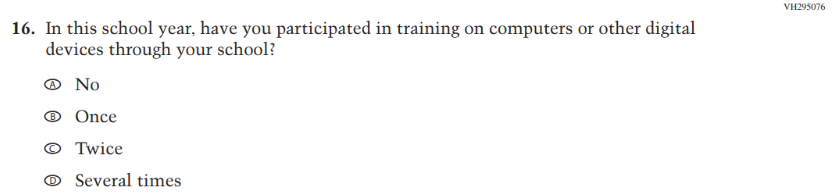 VH295076
16. In this school year, have you participated in training on computers or other digital
devices through your school?
A No
B Once
C Twice
D Several times